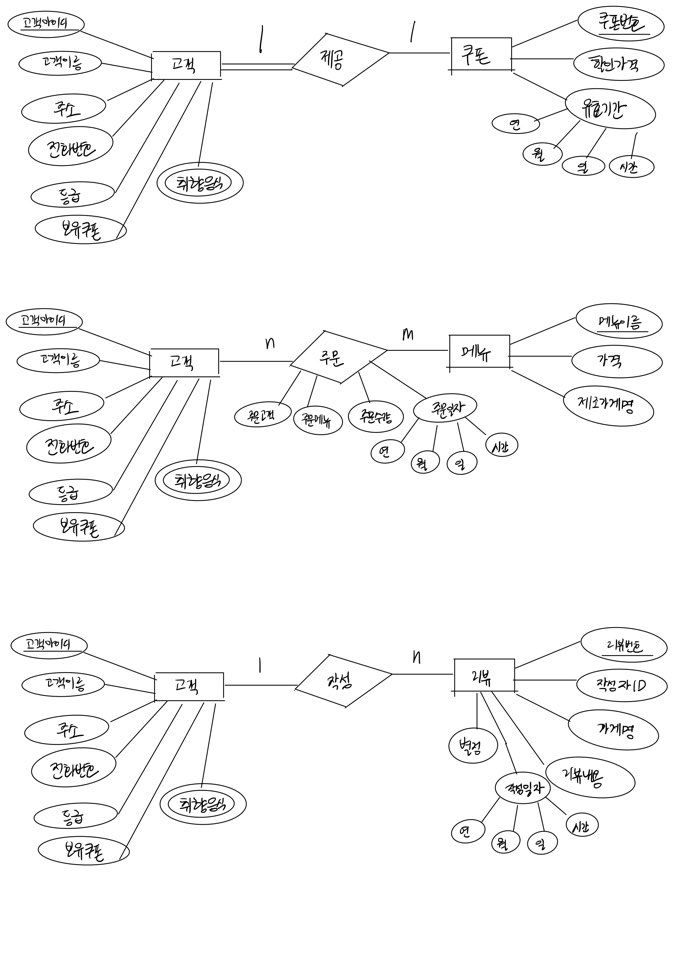 고객아이디
고객이름
주소
전화번호
등급
보유쿠폰
취향음식
고객
1
제공
1
쿠폰
쿠폰번호
할인가격
유효기간
연
월
일
시간
고객아이디
고객이름
주소
전화번호
등급
보유쿠폰
취향음식
고객
n
주문
m
메뉴
주문고객
주문메뉴
주문수량
주문일자
연
월
일
시간
메뉴이름
가격
제조가게명
고객아이디
고객이름
주소
전화번호
등급
보유쿠폰
취향음식
고객
1
작성
n
리뷰
리뷰번호
작성자ID
가게명
리뷰내용
별점
작성일자
연
월
일
시간